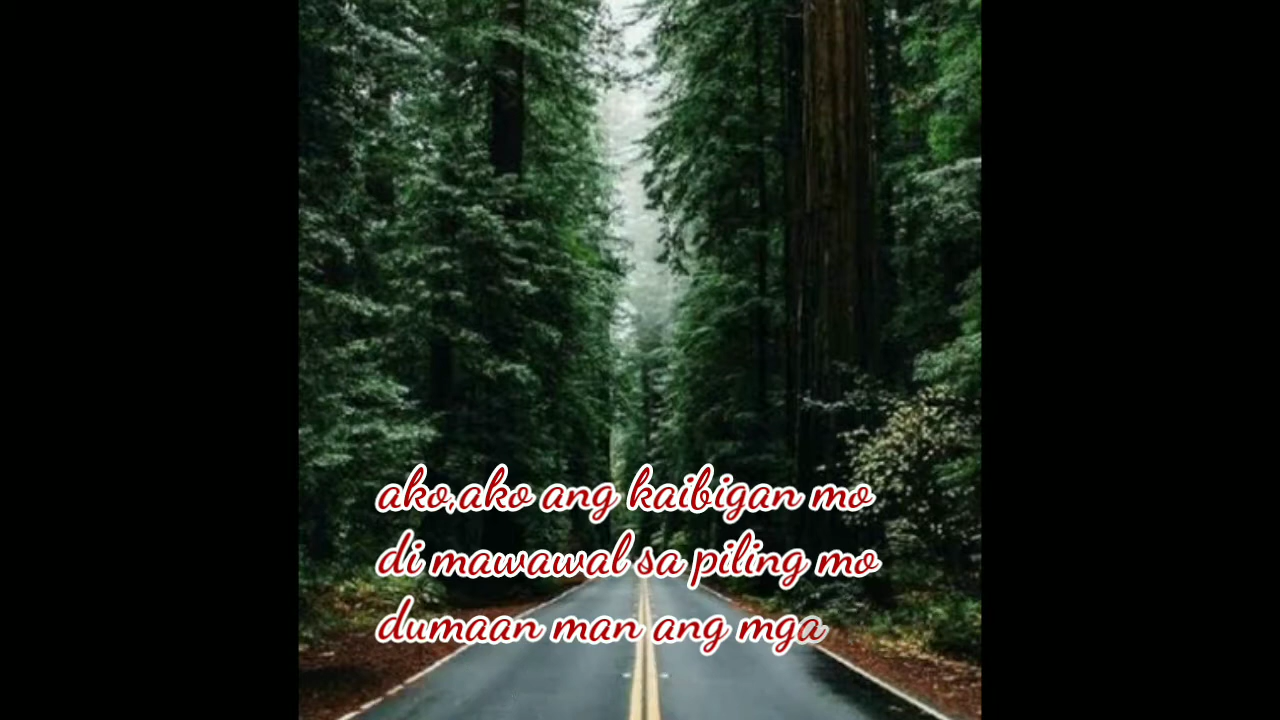 ako,ako ang kaibigan mo
di mawawal sa piling mo
dumaan man ang mga